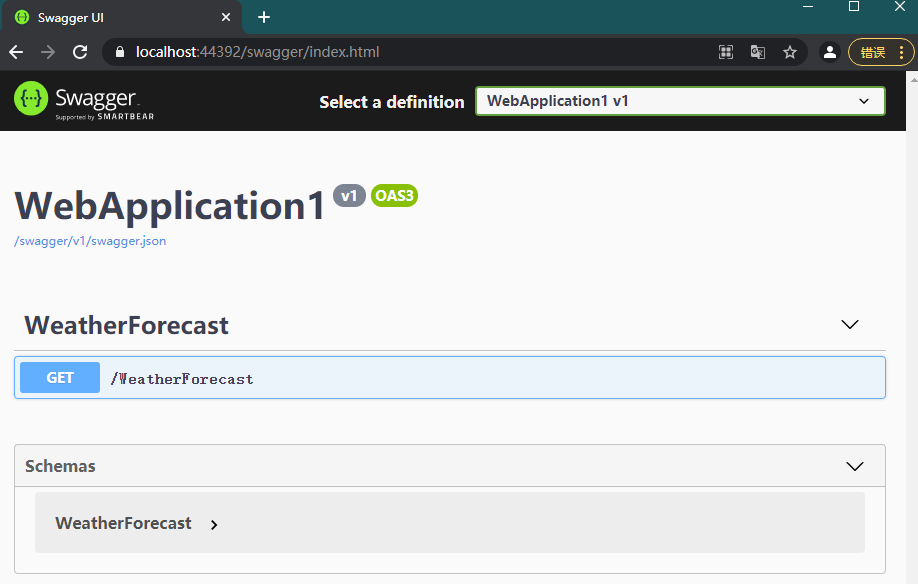 Swagger UI
localhost:44392/swagger/index.html
错误
{...} Swagger.
Supported by SMARTBEAR
Select a definition
WebApplication1 v1
WebApplication1 v1 OAS3
/swagger/v1/swagger.json
WeatherForecast
GET /WeatherForecast
Schemas
WeatherForecast